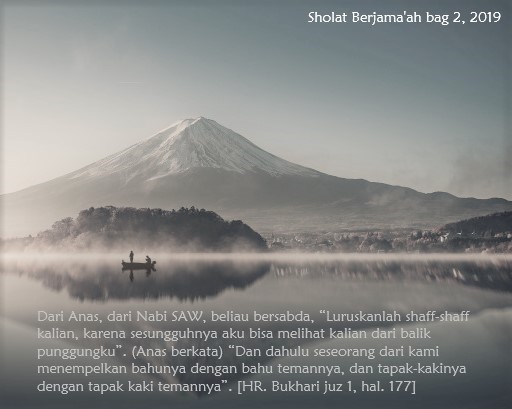 Sholat Berjama'ah bag 2, 2019
Dari Anas, dari Nabi SAW, beliau bersabda, “Luruskanlah shaff-shaff
kalian, karena sesungguhnya aku bisa melihat kalian dari balik
punggungku”. (Anas berkata) “Dan dahulu seseorang dari kami
menempelkan bahunya dengan bahu temannya, dan tapak-kakinya
dengan tapak kaki temannya”. [HR. Bukhari juz 1, hal. 177]